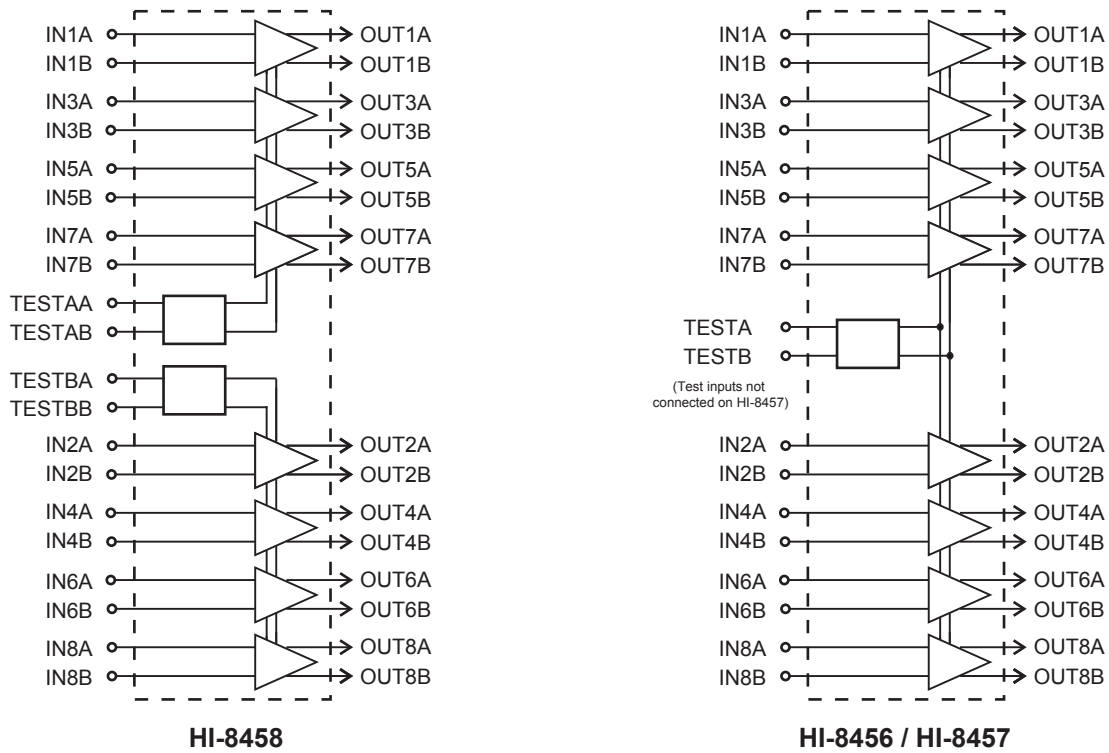 IN1A
OUT1A
IN1B
OUT1B
IN3A
OUT3A
IN3B
OUT3B
IN5A
OUT5A
IN5B
OUT5B
IN7A
OUT7A
IN7B
OUT7B
TESTAA
TESTAB
TESTBA
TESTBB
IN2A
OUT2A
IN2B
OUT2B
IN4A
OUT4A
IN4B
OUT4B
IN6A
OUT6A
IN6B
OUT6B
IN8A
OUT8A
IN8B
OUT8B
HI-8458
IN1A
OUT1A
IN1B
OUT1B
IN3A
OUT3A
IN3B
OUT3B
IN5A
OUT5A
IN5B
OUT5B
IN7A
OUT7A
IN7B
OUT7B
TESTA
TESTB
(Test inputs not
connected on HI-8457)
IN2A
OUT2A
IN2B
OUT2B
IN4A
OUT4A
IN4B
OUT4B
IN6A
OUT6A
IN6B
OUT6B
IN8A
OUT8A
IN8B
OUT8B
HI-8456 / HI-8457